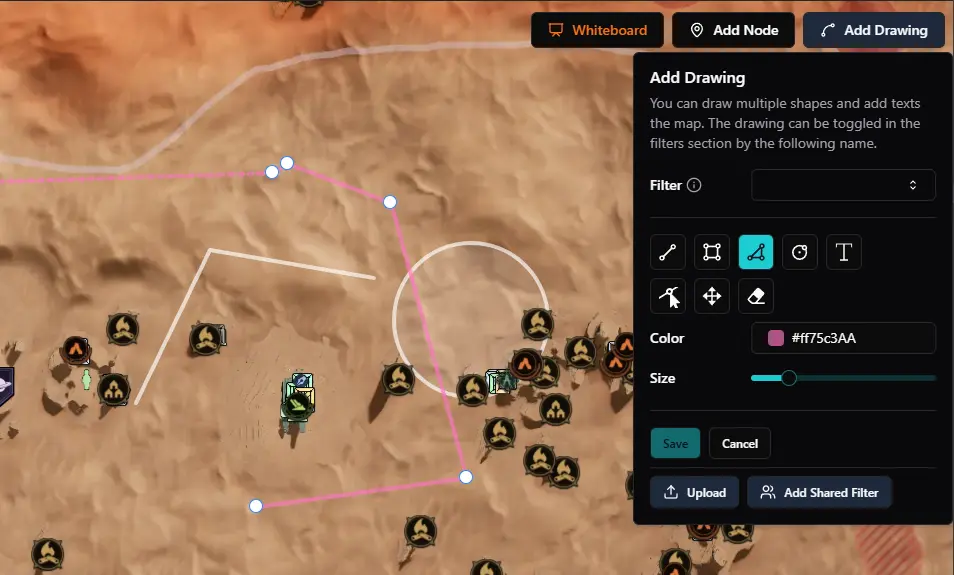 Whiteboard
Add Node
Add Drawing
Add Drawing
You can draw multiple shapes and add texts
the map. The drawing can be toggled in the
filters section by the following name.
Filter
T
Color
#ff75c3AA
Size
Save
Cancel
Upload
Add Shared Filter